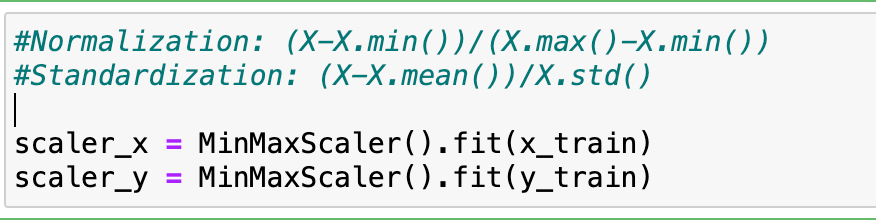 #Normalization: (X-X.min())/(X.max()-X.min())
#Standardization: (X-X.mean())/X.std()
scaler_x = MinMaxScaler().fit(x_train)
scaler_y = MinMaxScaler().fit(y_train)